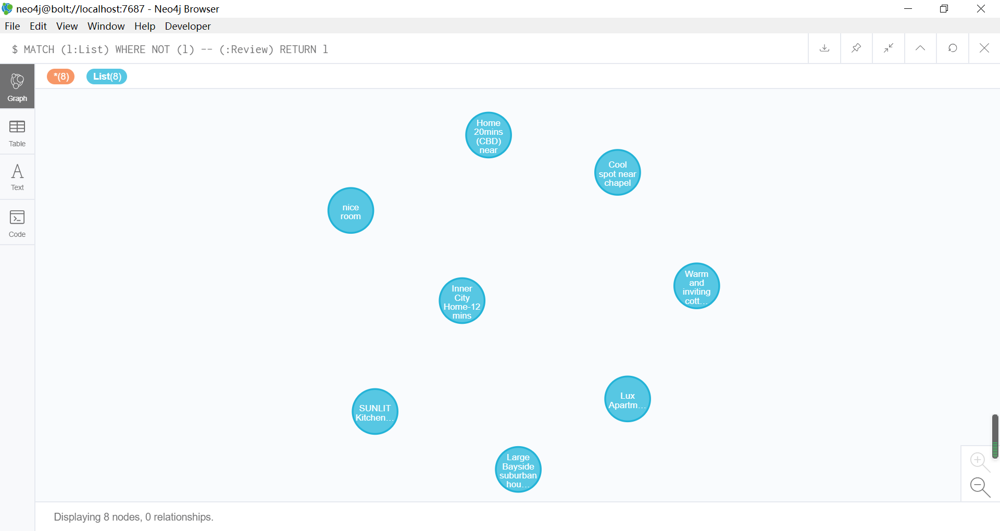 neo4j@bolt://localhost:7687 - Neo4j Browser
File Edit View Window Help Developer
$ MATCH (l:List) WHERE NOT (l) -- (:Review) RETURN l
*(8) List(8)
Graph
Table
Text
Code
Home
20mins
(CBD)
near
Cool
spot near
chapel
nice
room
Warm
and
inviting
cott...
Inner
City
Home-12
mins
Lux
Apartm...
SUNLIT
Kitchen...
Large
Bayside
suburban
hou...
Displaying 8 nodes, 0 relationships.